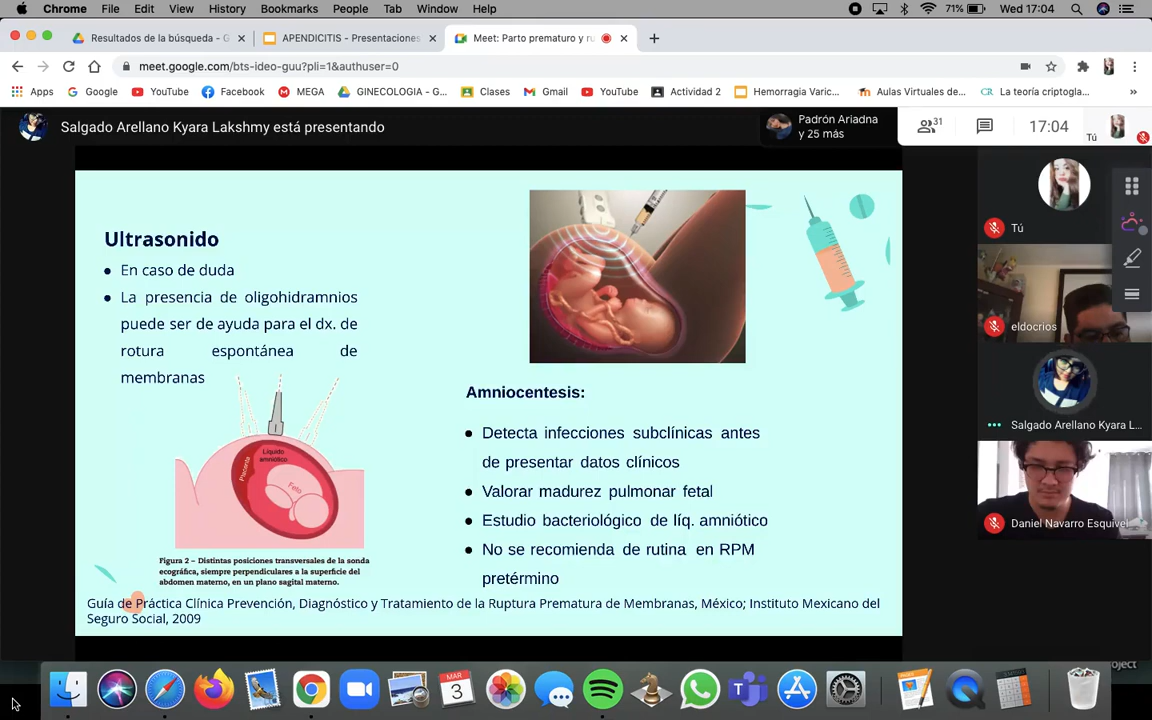 Chrome File Edit View History Bookmarks People Tab Window Help 71% Wed 17:04
Resultados de la búsqueda - G
APENDICITIS - Presentaciones
Meet: Parto prematuro y ru
meet.google.com/bts-ideo-guu?pli=1&authuser=0
Apps Google YouTube Facebook MEGA GINECOLOGIA - G... Clases Gmail YouTube Actividad 2 Hemorragia Varic... Aulas Virtuales de... La teoría criptogla...
Salgado Arellano Kyara Lakshmy está presentando
Padrón Ariadna
y 25 más
31
17:04
Tú
Ultrasonido
● En caso de duda
● La presencia de oligohidramnios
puede ser de ayuda para el dx. de
rotura espontánea de
membranas
Líquido
amniótico
Placenta
Feto
Figura 2 – Distintas posiciones transversales de la sonda
ecográfica, siempre perpendiculares a la superficie del
abdomen materno, en un plano sagital materno.
Amniocentesis:
● Detecta infecciones subclínicas antes
de presentar datos clínicos
● Valorar madurez pulmonar fetal
● Estudio bacteriológico de líq. amniótico
● No se recomienda de rutina en RPM
pretérmino
Guía de Práctica Clínica Prevención, Diagnóstico y Tratamiento de la Ruptura Prematura de Membranas, México; Instituto Mexicano del
Seguro Social, 2009
Tú
eldocrios
Salgado Arellano Kyara L...
Daniel Navarro Esquivel
MAR
3
oject